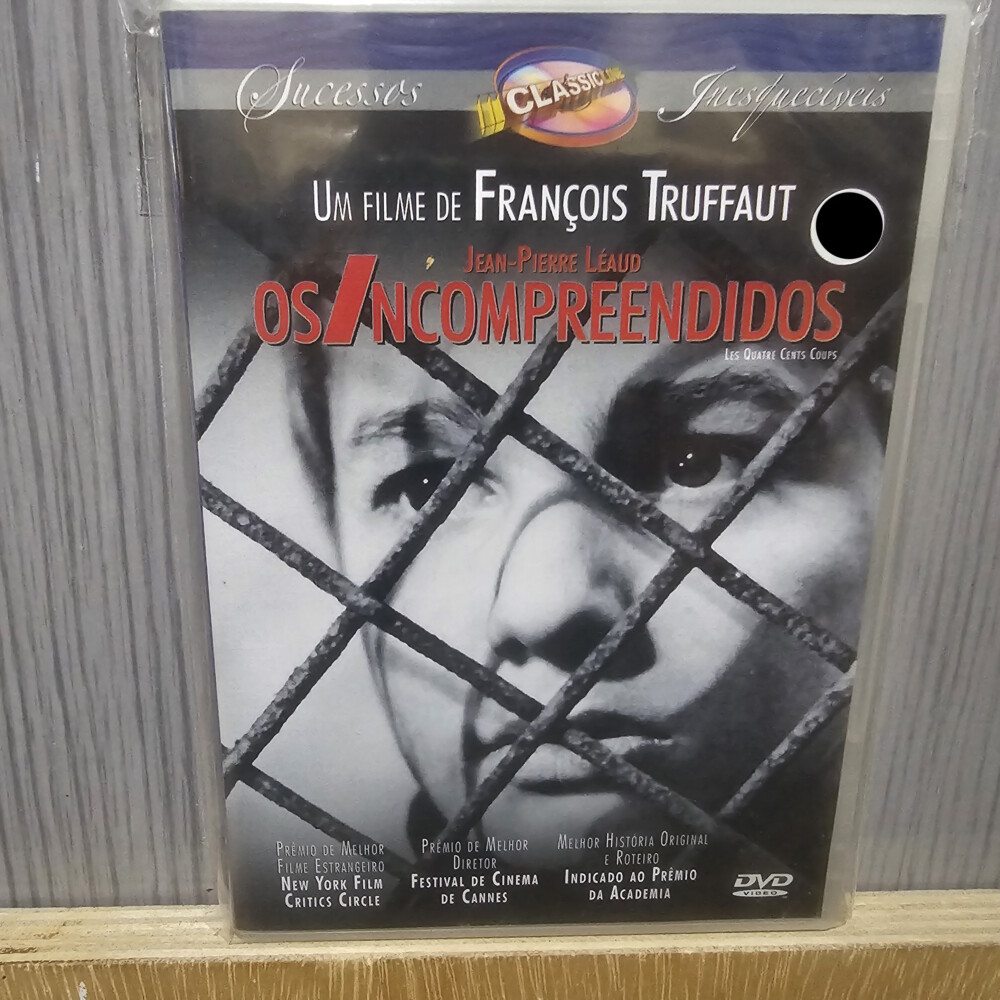 Sucessos CLASSICLINE Inesquecíveis
UM FILME DE FRANÇOIS TRUFFAUT
JEAN-PIERRE LÉAUD
OS INCOMPREENDIDOS
LES QUATRE CENTS COUPS
PRÊMIO DE MELHOR
FILME ESTRANGEIRO
NEW YORK FILM
CRITICS CIRCLE
PRÊMIO DE MELHOR
DIRETOR
FESTIVAL DE CINEMA
DE CANNES
MELHOR HISTÓRIA ORIGINAL
E ROTEIRO
INDICADO AO PRÊMIO
DA ACADEMIA
DVD
VIDEO